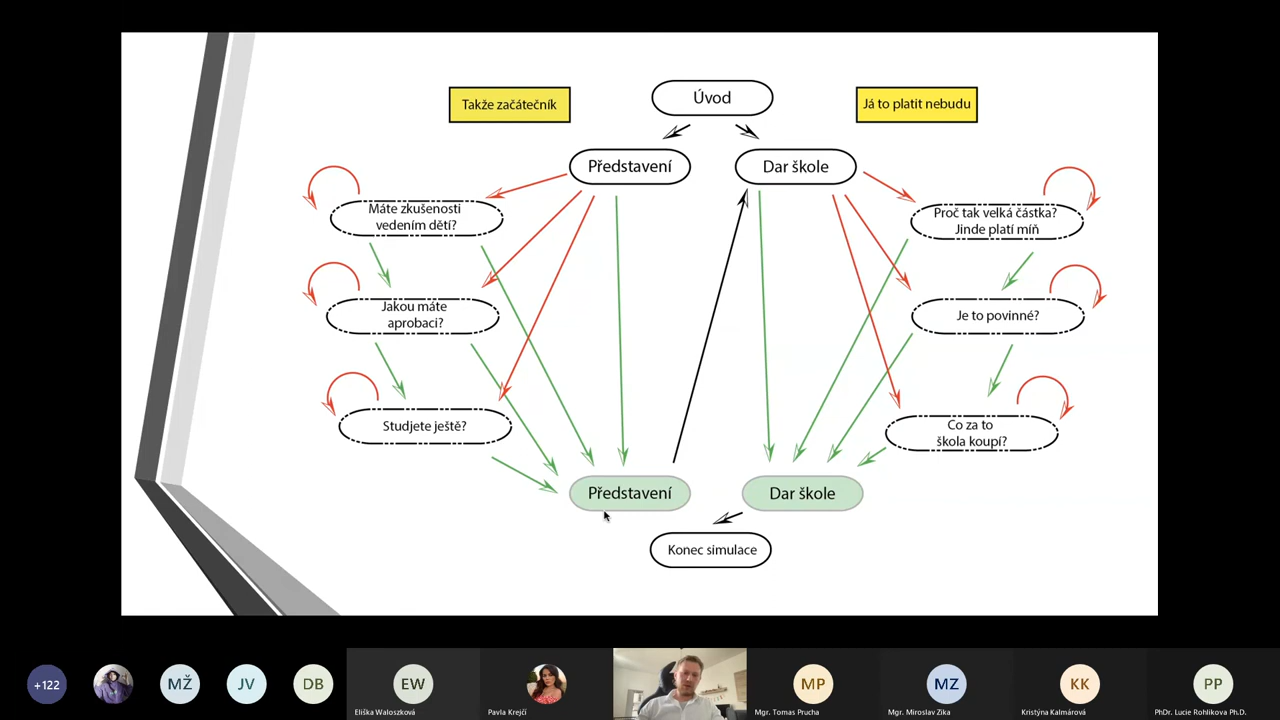 Úvod
Takže začátečník
Já to platit nebudu
Představení
Dar škole
Máte zkušenosti
vedením dětí?
Proč tak velká částka?
Jinde platí míň
Jakou máte
aprobaci?
Je to povinné?
Studjete ještě?
Co za to
škola koupí?
Představení
Dar škole
Konec simulace
+122
MŽ
JV
DB
EW
Eliška Waloszková
Pavla Krejčí
MP
Mgr. Tomas Prucha
MZ
Mgr. Miroslav Zika
KK
Kristýna Kalmárová
PP
PhDr. Lucie Rohlikova Ph.D.